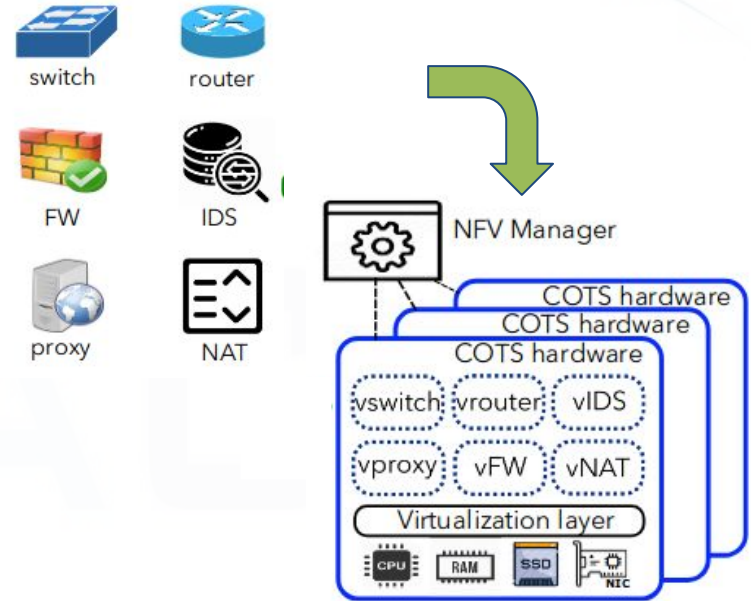 switch
router
FW
IDS
proxy
NAT
NFV Manager
COTS hardware
COTS hardware
COTS hardware
vswitch vrouter vIDS
vproxy vFW vNAT
Virtualization layer
CPU RAM SSD NIC